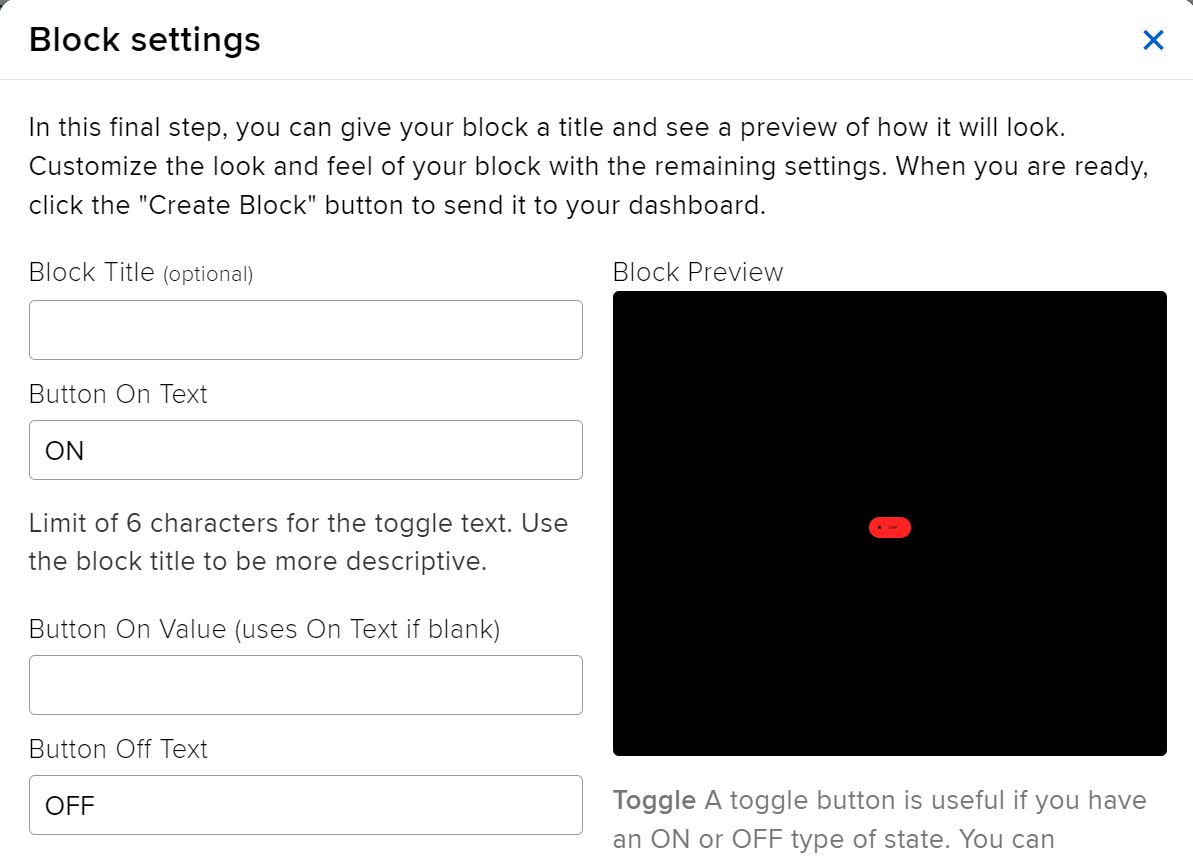 Block settings
In this final step, you can give your block a title and see a preview of how it will look.
Customize the look and feel of your block with the remaining settings. When you are ready,
click the "Create Block" button to send it to your dashboard.
Block Title (optional)
Button On Text
ON
Limit of 6 characters for the toggle text. Use
the block title to be more descriptive.
Button On Value (uses On Text if blank)
Button Off Text
OFF
Block Preview
OFF
Toggle A toggle button is useful if you have
an ON or OFF type of state. You can